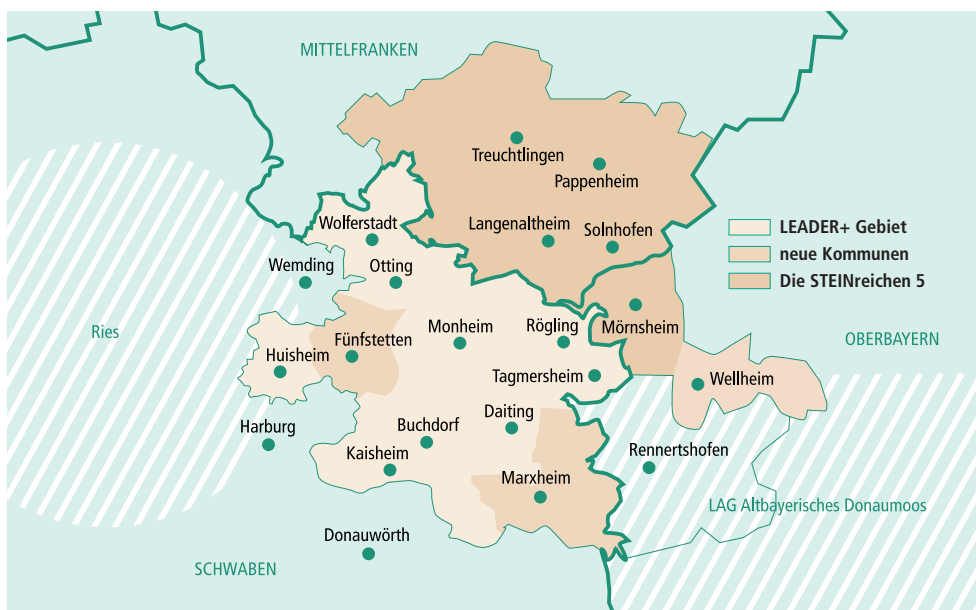 MITTELFRANKEN
Treuchtlingen
Pappenheim
Langenaltheim
Solnhofen
Wolferstadt
LEADER+ Gebiet
neue Kommunen
Die STEINreichen 5
Wemding
Otting
Ries
Fünfstetten
Monheim
Rögling
Mörnsheim
OBERBAYERN
Huisheim
Tagmersheim
Wellheim
Harburg
Buchdorf
Daiting
Kaisheim
Rennertshofen
Marxheim
LAG Altbayerisches Donaumoos
Donauwörth
SCHWABEN